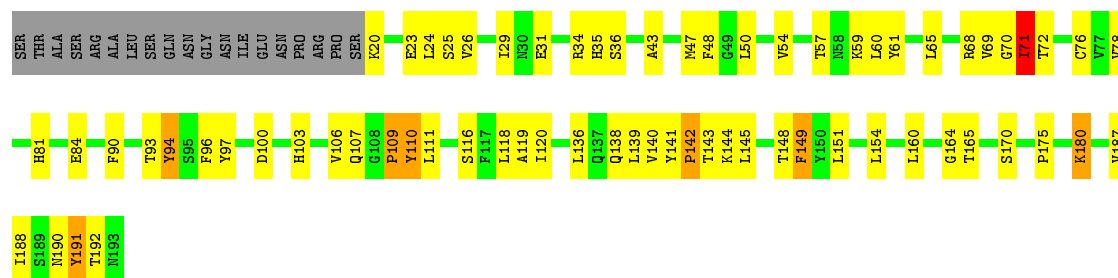 SER THR ALA SER ARG ALA LEU SER GLN ASN GLY ASN ILE GLU ASN PRO ARG PRO SER K20 E23 L24 S25 V26 I29 N30 E31 R34 H35 S36 A43 M47 F48 G49 L50 V54 T57 N58 K59 L60 Y61 L65 R68 V69 G70 I71 T72 C76 V77 V78
H81 E84 F90 T93 Y94 S95 F96 Y97 D100 H103 V106 Q107 G108 P109 Y110 L111 S116 F117 L118 A119 I120 L136 Q137 Q138 L139 V140 Y141 P142 T143 K144 L145 T148 F149 Y150 L151 L154 L160 G164 T165 S170 P175 K180
I188 S189 N190 Y191 T192 N193